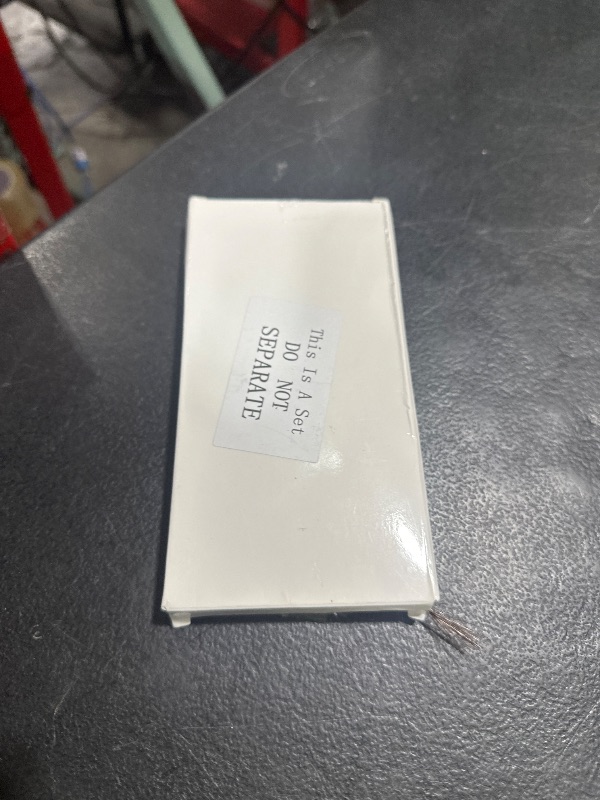 This Is A Set
DO NOT
SEPARATE